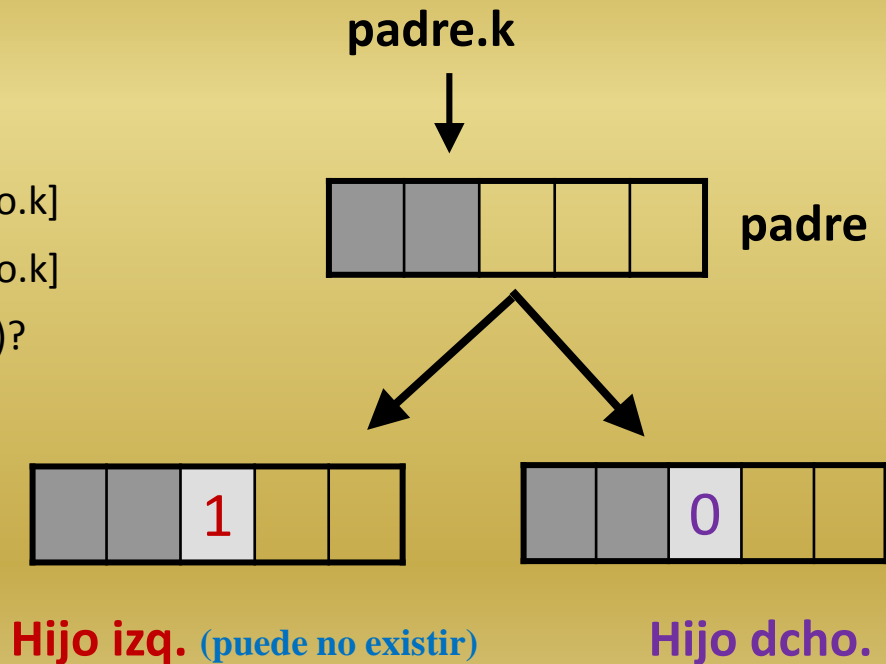 padre.k
o.k]
padre
o.k]
)?
1
0
Hijo izq. (puede no existir)
Hijo dcho.